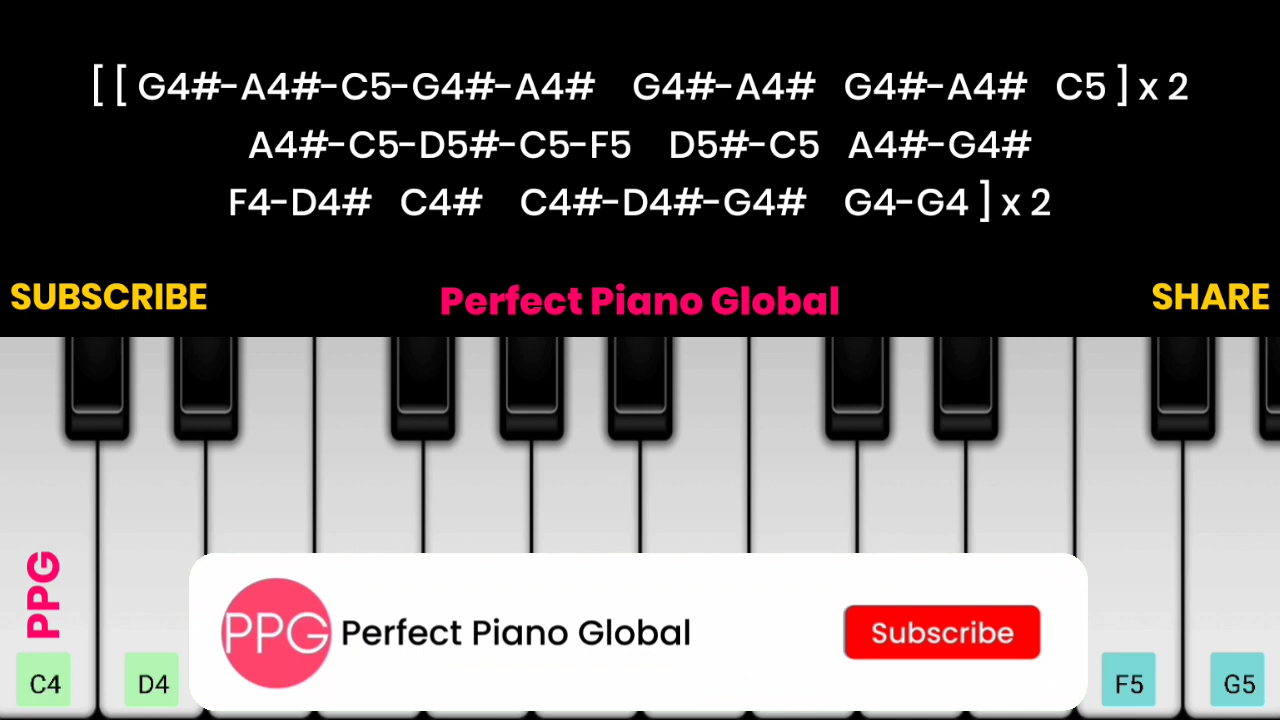 [ [ G4#-A4#-C5-G4#-A4# G4#-A4# G4#-A4# C5 ] x 2
A4#-C5-D5#-C5-F5 D5#-C5 A4#-G4#
F4-D4# C4# C4#-D4#-G4# G4-G4 ] x 2
SUBSCRIBE Perfect Piano Global SHARE
PPG
PPG Perfect Piano Global Subscribe
C4 D4 F5 G5